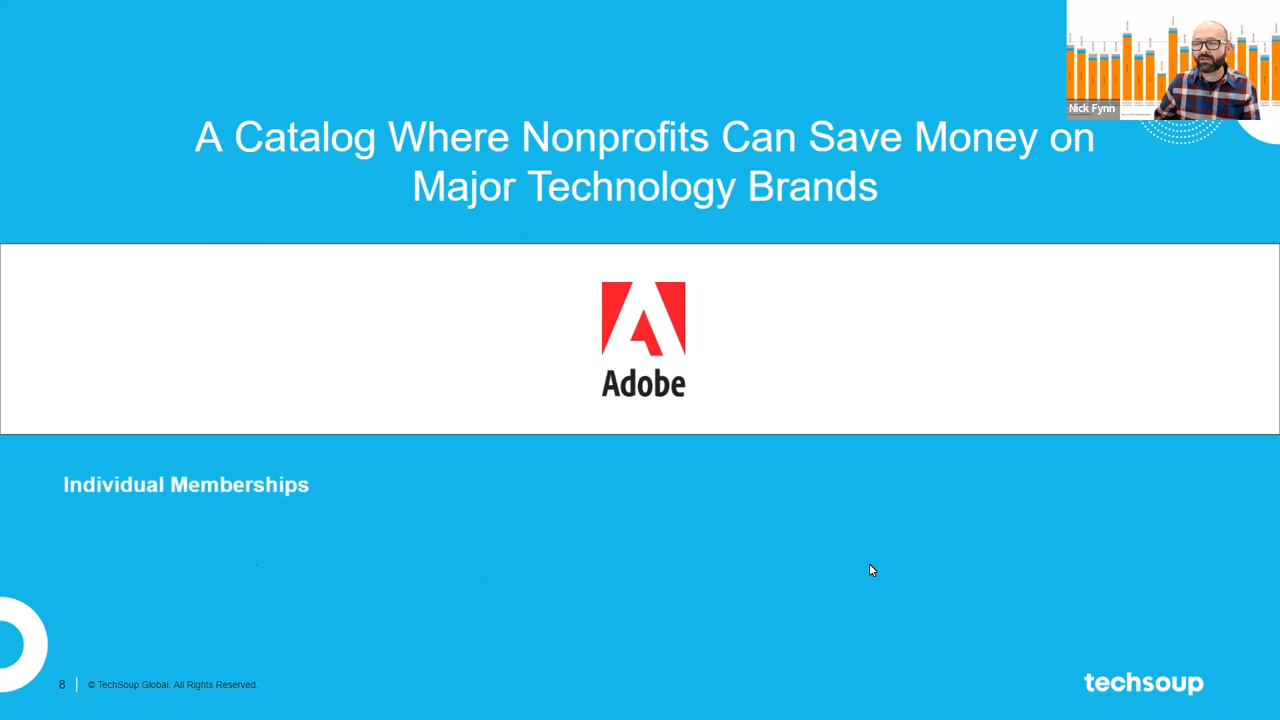 Nick Fynn
A Catalog Where Nonprofits Can Save Money on
Major Technology Brands
Adobe
Individual Memberships
8
© TechSoup Global. All Rights Reserved.
techsoup